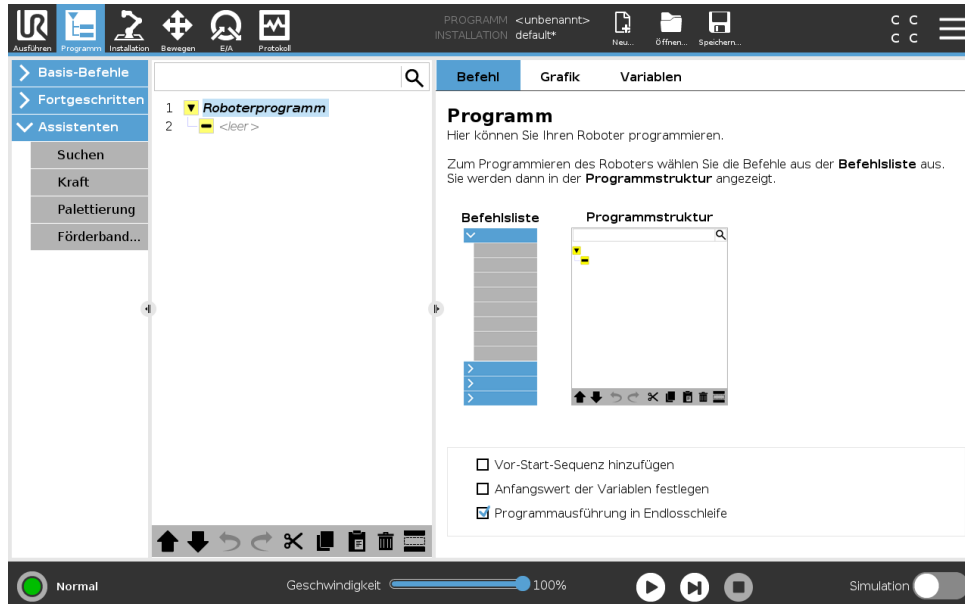 PROGRAMM <unbenannt>
INSTALLATION default*
UR
Ausführen Programm Installation Bewegen E/A Protokoll
Neu... Öffnen... Speichern...
C C
C C
Basis-Befehle
Fortgeschritten
Assistenten
Suchen
Kraft
Palettierung
Förderband...
1 Roboterprogramm
2 <leer>
Befehl Grafik Variablen
Programm
Hier können Sie Ihren Roboter programmieren.
Zum Programmieren des Roboters wählen Sie die Befehle aus der Befehlsliste aus.
Sie werden dann in der Programmstruktur angezeigt.
Befehlsliste Programmstruktur
Vor-Start-Sequenz hinzufügen
Anfangswert der Variablen festlegen
Programmausführung in Endlosschleife
Normal
Geschwindigkeit 100%
Simulation